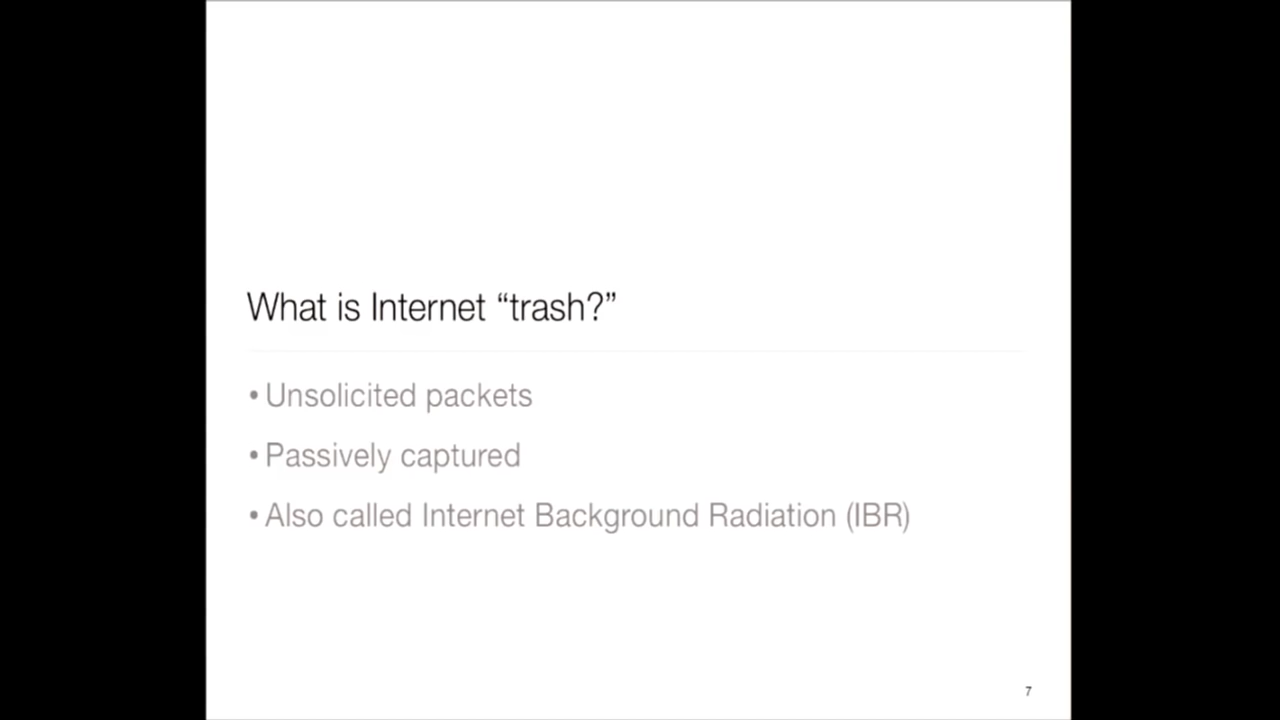 What is Internet “trash?”
• Unsolicited packets
• Passively captured
• Also called Internet Background Radiation (IBR)
7